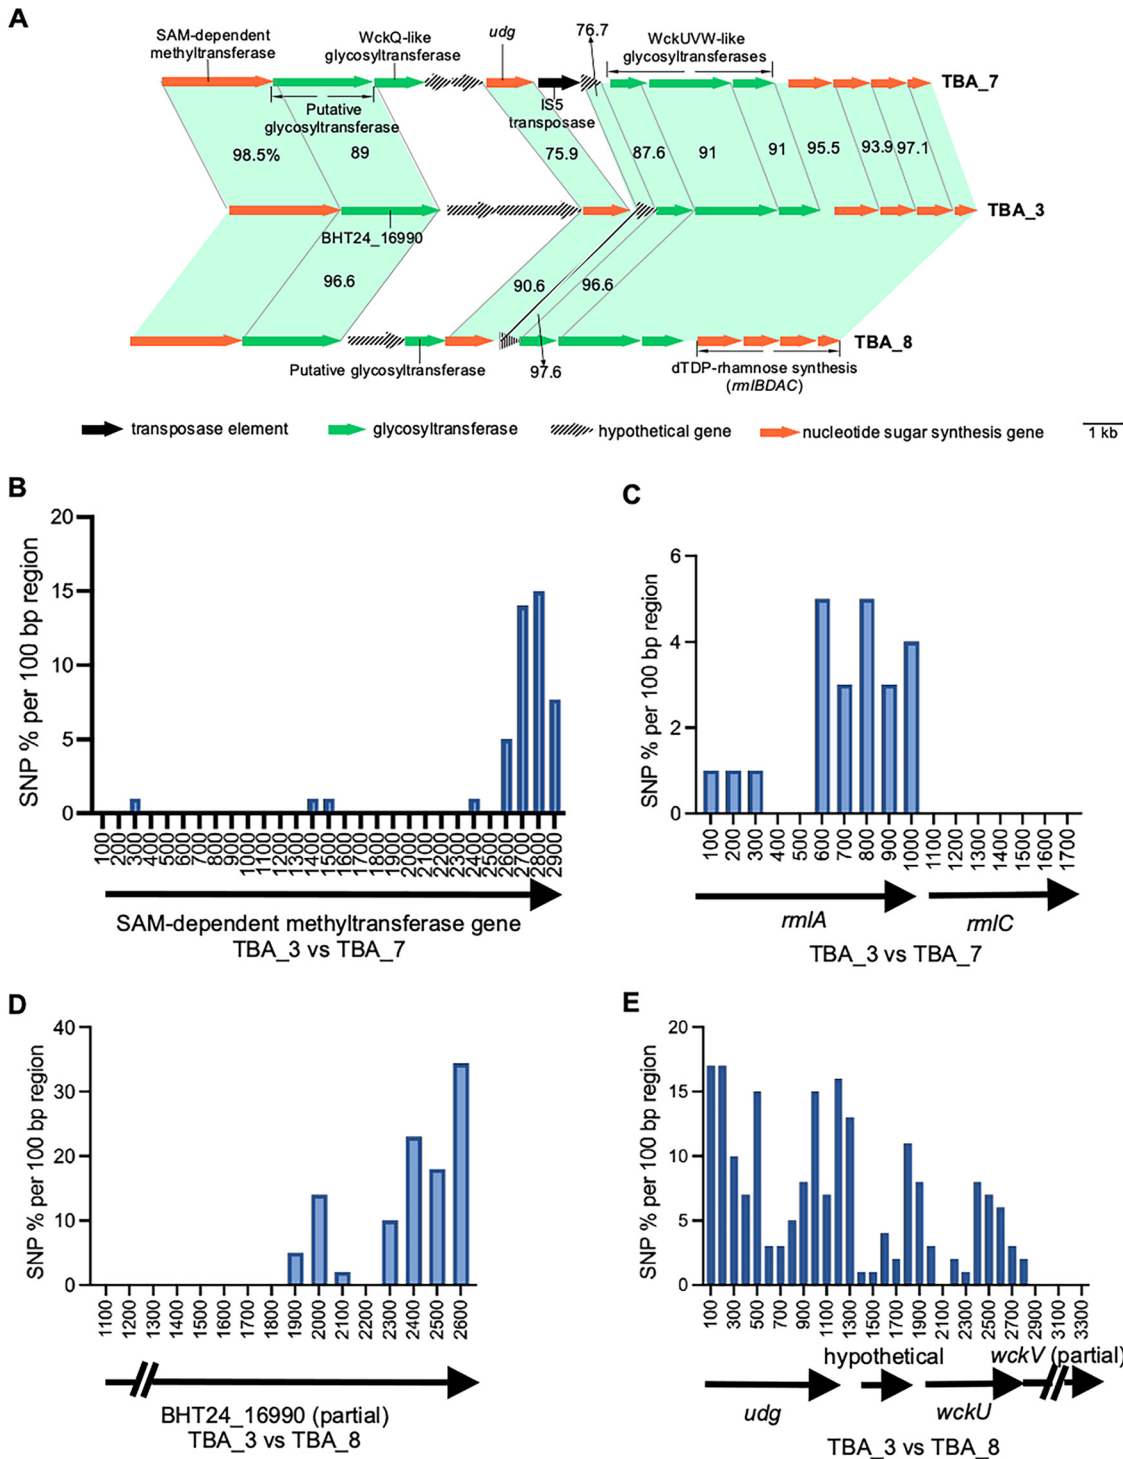 A
SAM-dependent
methyltransferase
WckQ-like
glycosyltransferase
udg
76.7
WckUVW-like
glycosyltransferases
TBA_7
Putative
glycosyltransferase
IS5
transposase
98.5%
89
75.9
87.6
91
91
95.5
93.9
97.1
TBA_3
BHT24_16990
96.6
90.6
96.6
TBA_8
Putative glycosyltransferase
97.6
dTDP-rhamnose synthesis
(rmlBDAC)
transposase element
glycosyltransferase
hypothetical gene
nucleotide sugar synthesis gene
1 kb
B
SNP % per 100 bp region
20
15
10
5
0
100 200 300 400 500 600 700 800 900 1000 1100 1200 1300 1400 1500 1600 1700 1800 1900 2000 2100 2200 2300 2400 2500 2600 2700 2800 2900
SAM-dependent methyltransferase gene
TBA_3 vs TBA_7
C
SNP % per 100 bp region
6
4
2
0
100 200 300 400 500 600 700 800 900 1000 1100 1200 1300 1400 1500 1600 1700
rmlA
rmlC
TBA_3 vs TBA_7
D
SNP % per 100 bp region
40
30
20
10
0
1100 1200 1300 1400 1500 1600 1700 1800 1900 2000 2100 2200 2300 2400 2500 2600
BHT24_16990 (partial)
TBA_3 vs TBA_8
E
SNP % per 100 bp region
20
15
10
5
0
100 300 500 700 900 1100 1300 1500 1700 1900 2100 2300 2500 2700 2900 3100 3300
hypothetical
wckV (partial)
udg
wckU
TBA_3 vs TBA_8